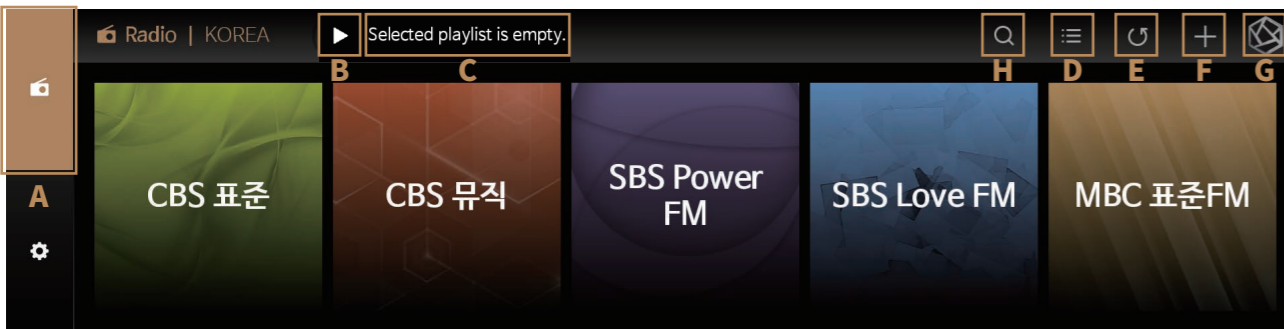 Radio | KOREA
Selected playlist is empty.
B
C
H
D
E
F
G
A
CBS 표준
CBS 뮤직
SBS Power
FM
SBS Love FM
MBC 표준FM